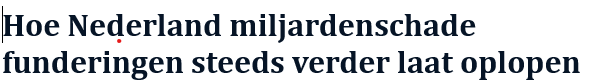 Hoe Nederland miljardenschade
funderingen steeds verder laat oplopen